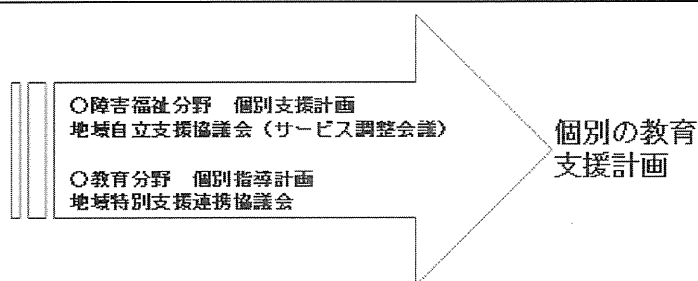 ○障害福祉分野　個別支援計画
地域自立支援協議会（サービス調整会議）
○教育分野　個別指導計画
地域特別支援連携協議会
個別の教育
支援計画